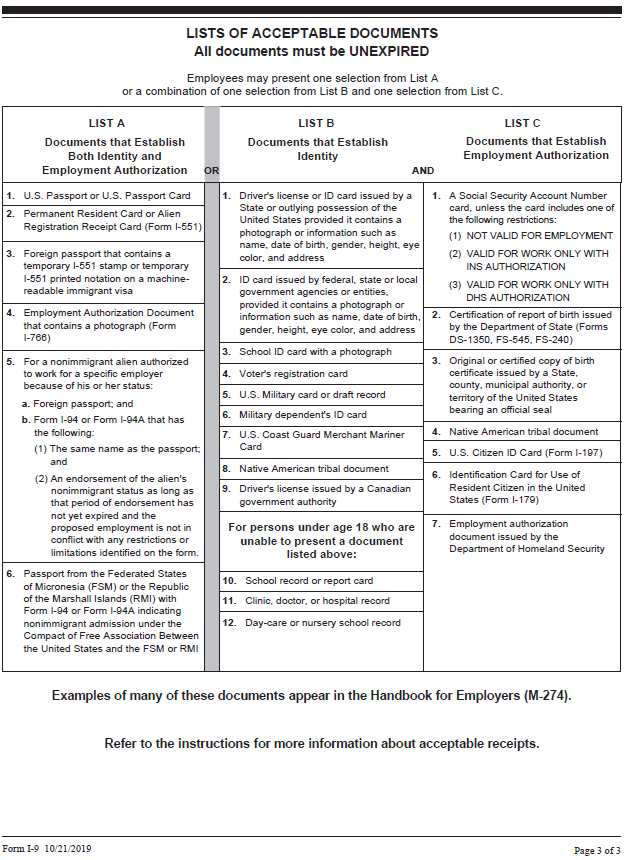 LISTS OF ACCEPTABLE DOCUMENTS
All documents must be UNEXPIRED
Employees may present one selection from List A
or a combination of one selection from List B and one selection from List C.
LIST A
Documents that Establish
Both Identity and
Employment Authorization
OR
LIST B
Documents that Establish
Identity
AND
LIST C
Documents that Establish
Employment Authorization
1. U.S. Passport or U.S. Passport Card
2. Permanent Resident Card or Alien
Registration Receipt Card (Form I-551)
3. Foreign passport that contains a
temporary I-551 stamp or temporary
I-551 printed notation on a machine-
readable immigrant visa
4. Employment Authorization Document
that contains a photograph (Form
I-766)
5. For a nonimmigrant alien authorized
to work for a specific employer
because of his or her status:
a. Foreign passport; and
b. Form I-94 or Form I-94A that has
the following:
(1) The same name as the passport;
and
(2) An endorsement of the alien's
nonimmigrant status as long as
that period of endorsement has
not yet expired and the
proposed employment is not in
conflict with any restrictions or
limitations identified on the form.
6. Passport from the Federated States
of Micronesia (FSM) or the Republic
of the Marshall Islands (RMI) with
Form I-94 or Form I-94A indicating
nonimmigrant admission under the
Compact of Free Association Between
the United States and the FSM or RMI
1. Driver's license or ID card issued by a
State or outlying possession of the
United States provided it contains a
photograph or information such as
name, date of birth, gender, height, eye
color, and address
2. ID card issued by federal, state or local
government agencies or entities,
provided it contains a photograph or
information such as name, date of birth,
gender, height, eye color, and address
3. School ID card with a photograph
4. Voter's registration card
5. U.S. Military card or draft record
6. Military dependent's ID card
7. U.S. Coast Guard Merchant Mariner
Card
8. Native American tribal document
9. Driver's license issued by a Canadian
government authority
For persons under age 18 who are
unable to present a document
listed above:
10. School record or report card
11. Clinic, doctor, or hospital record
12. Day-care or nursery school record
1. A Social Security Account Number
card, unless the card includes one of
the following restrictions:
(1) NOT VALID FOR EMPLOYMENT
(2) VALID FOR WORK ONLY WITH
INS AUTHORIZATION
(3) VALID FOR WORK ONLY WITH
DHS AUTHORIZATION
2. Certification of report of birth issued
by the Department of State (Forms
DS-1350, FS-545, FS-240)
3. Original or certified copy of birth
certificate issued by a State,
county, municipal authority, or
territory of the United States
bearing an official seal
4. Native American tribal document
5. U.S. Citizen ID Card (Form I-197)
6. Identification Card for Use of
Resident Citizen in the United
States (Form I-179)
7. Employment authorization
document issued by the
Department of Homeland Security
Examples of many of these documents appear in the Handbook for Employers (M-274).
Refer to the instructions for more information about acceptable receipts.
Form I-9 10/21/2019
Page 3 of 3